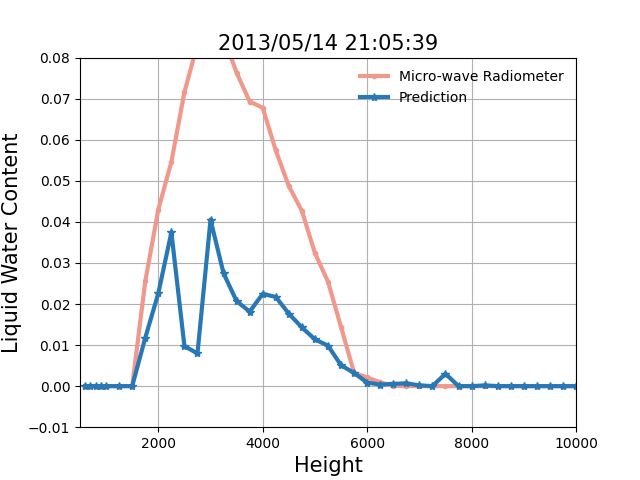 2013/05/14 21:05:39
Micro-wave Radiometer
Prediction
Liquid Water Content
0.08
0.07
0.06
0.05
0.04
0.03
0.02
0.01
0.00
−0.01
2000 4000 6000 8000 10000
Height